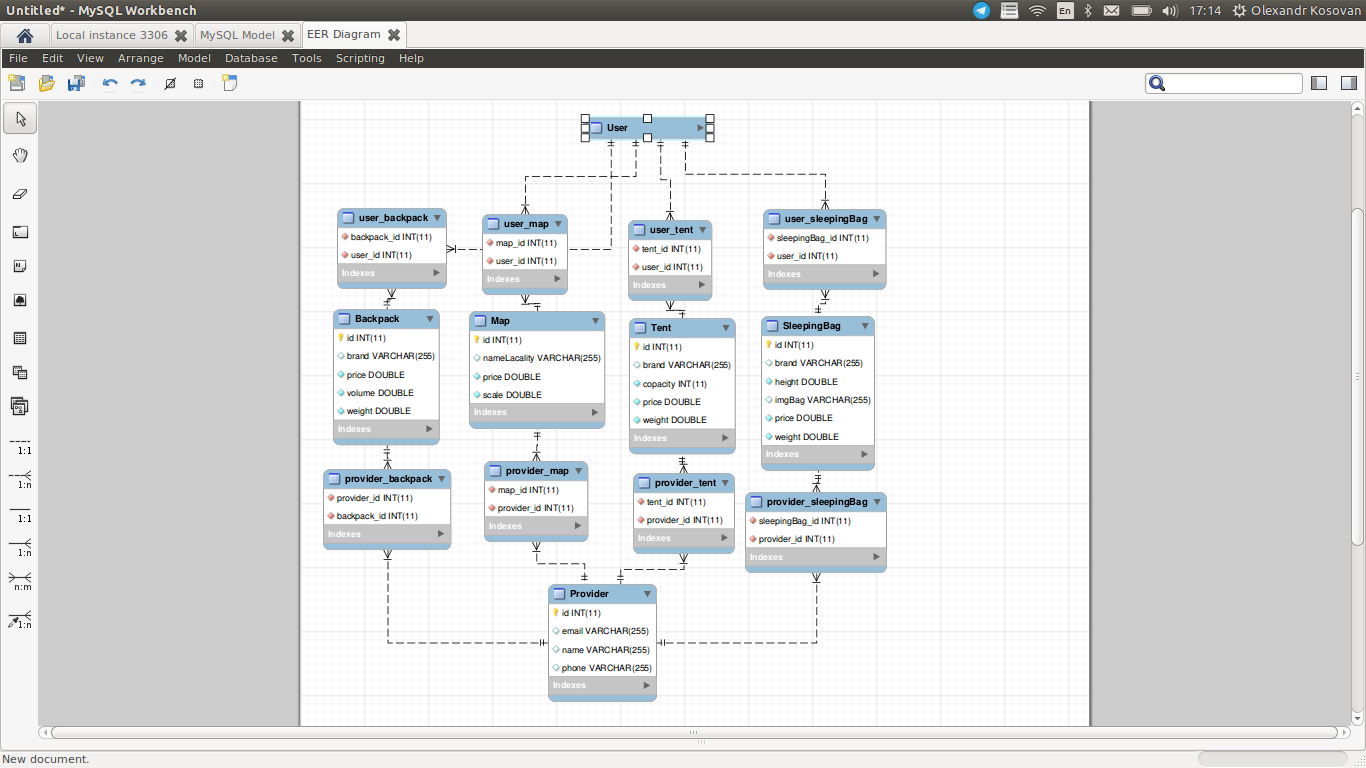 Untitled* - MySQL Workbench
En
17:14
Olexandr Kosovan
Local instance 3306
MySQL Model
EER Diagram
File Edit View Arrange Model Database Tools Scripting Help
User
user_backpack
backpack_id INT(11)
user_id INT(11)
Indexes
user_map
map_id INT(11)
user_id INT(11)
Indexes
user_tent
tent_id INT(11)
user_id INT(11)
Indexes
user_sleepingBag
sleepingBag_id INT(11)
user_id INT(11)
Indexes
Backpack
id INT(11)
brand VARCHAR(255)
price DOUBLE
volume DOUBLE
weight DOUBLE
Indexes
Map
id INT(11)
nameLacality VARCHAR(255)
price DOUBLE
scale DOUBLE
Indexes
Tent
id INT(11)
brand VARCHAR(255)
copacity INT(11)
price DOUBLE
weight DOUBLE
Indexes
SleepingBag
id INT(11)
brand VARCHAR(255)
height DOUBLE
imgBag VARCHAR(255)
price DOUBLE
weight DOUBLE
Indexes
provider_backpack
provider_id INT(11)
backpack_id INT(11)
Indexes
provider_map
map_id INT(11)
provider_id INT(11)
Indexes
provider_tent
tent_id INT(11)
provider_id INT(11)
Indexes
provider_sleepingBag
sleepingBag_id INT(11)
provider_id INT(11)
Indexes
Provider
id INT(11)
email VARCHAR(255)
name VARCHAR(255)
phone VARCHAR(255)
Indexes
1:1
1:n
1:1
1:n
n:m
1:n
New document.